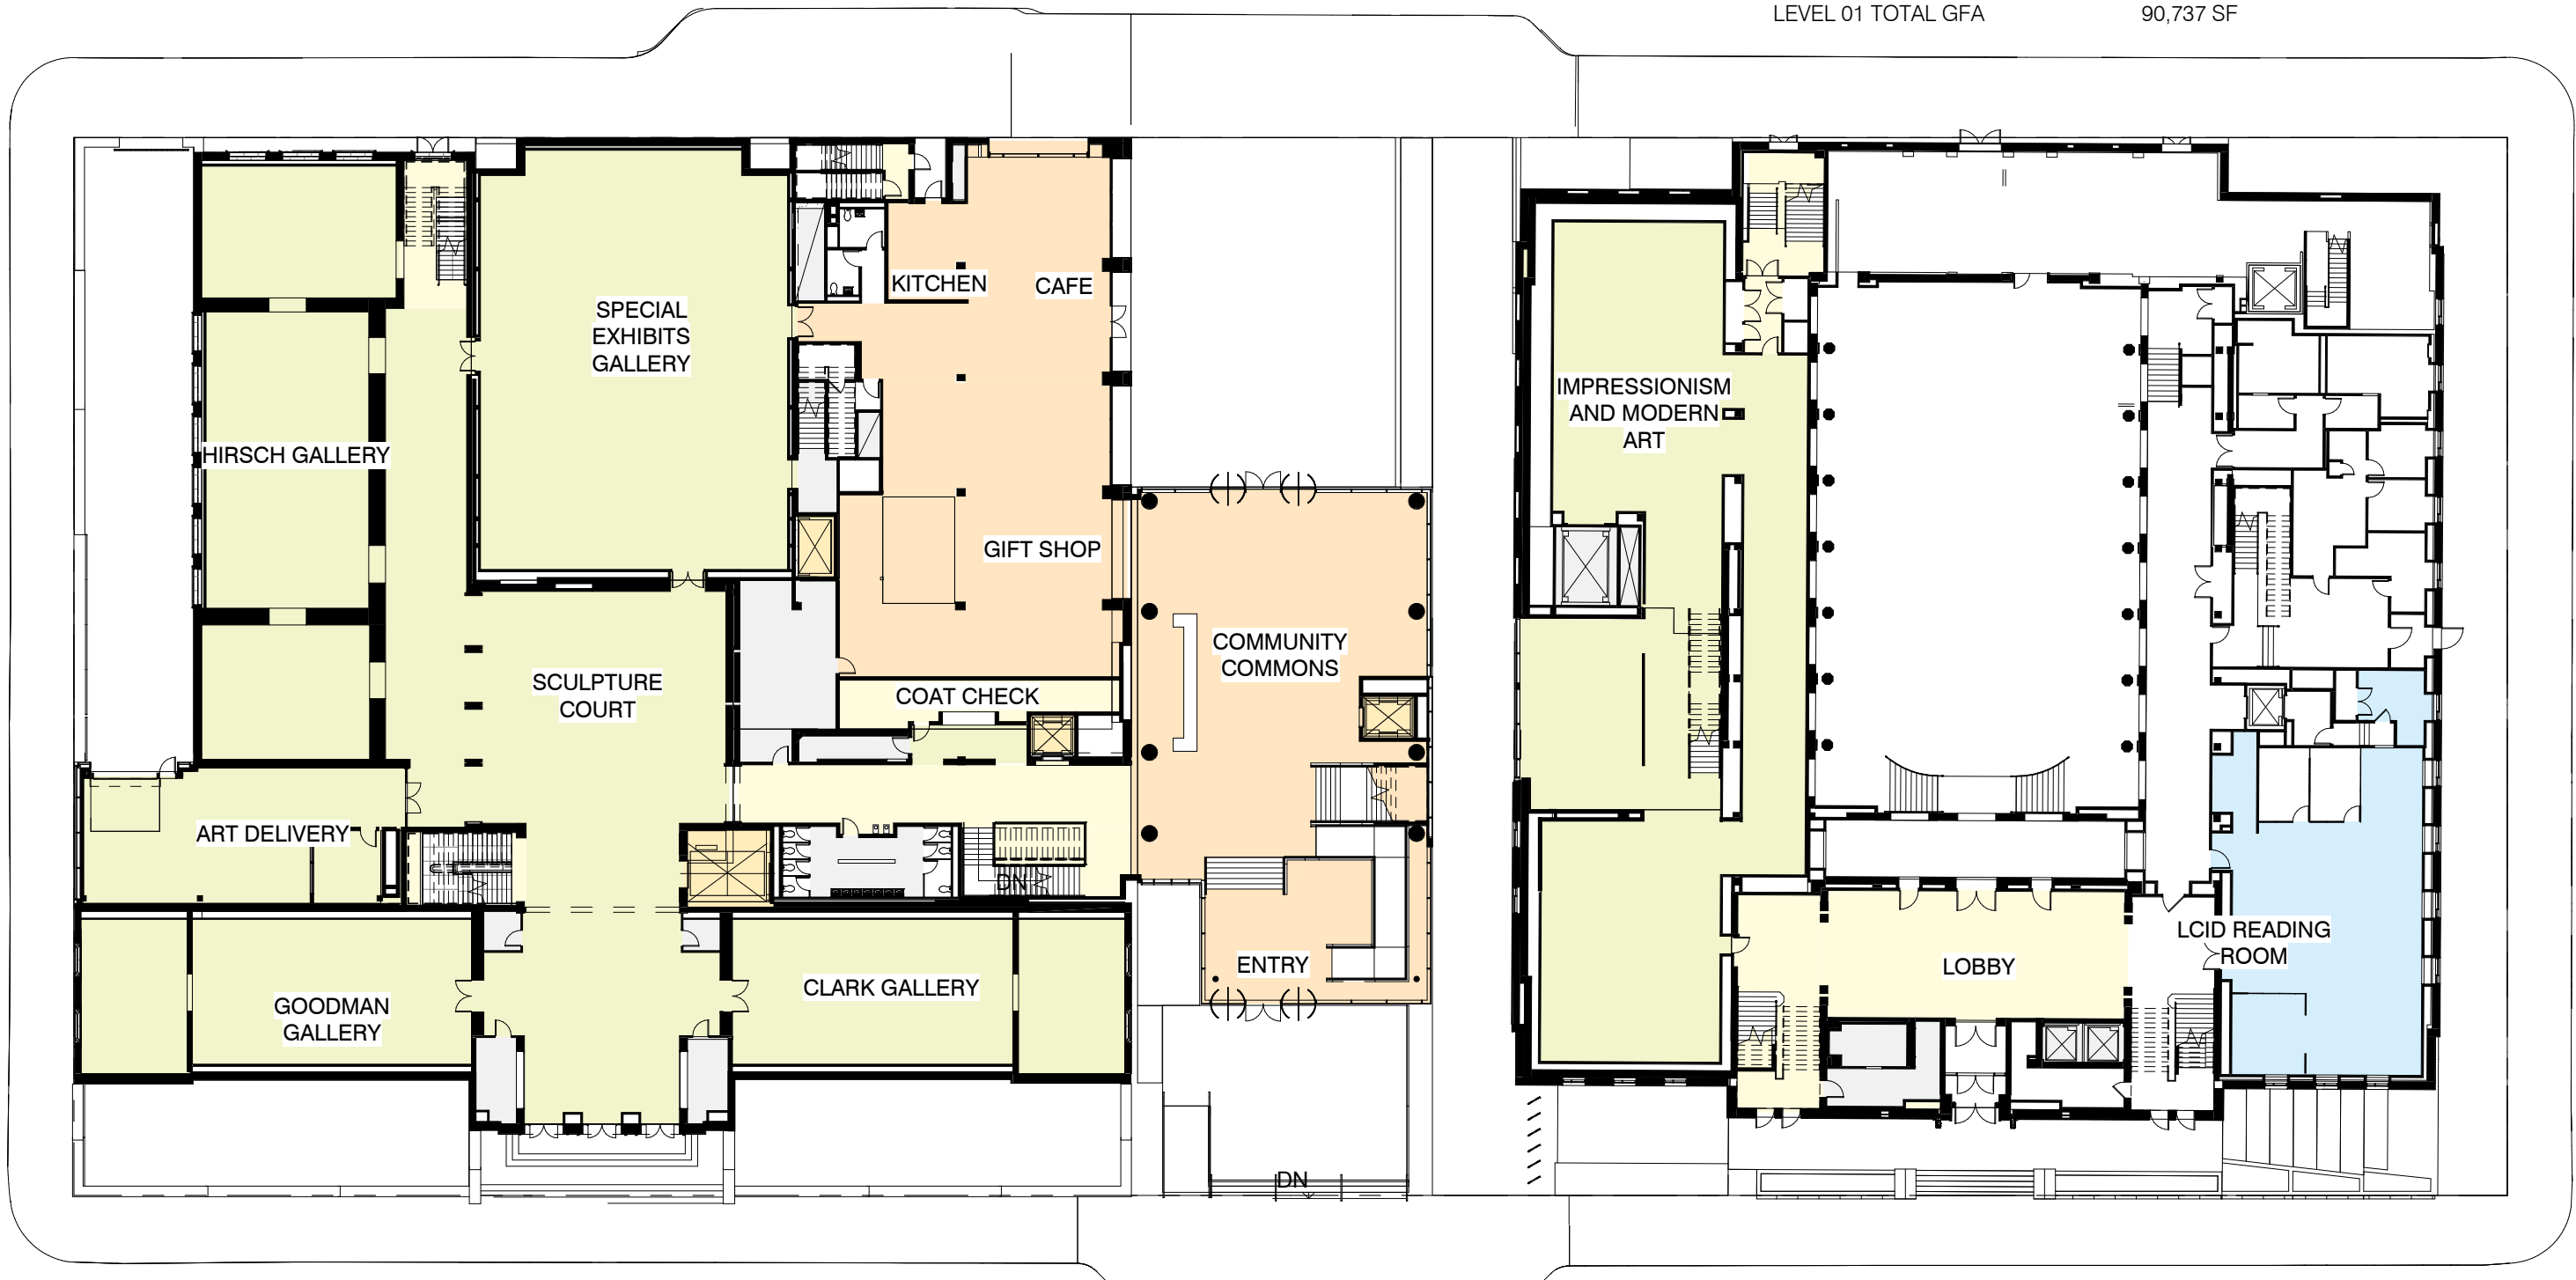 LEVEL 01 TOTAL GFA 90,737 SF
KITCHEN
CAFE
SPECIAL
EXHIBITS
GALLERY
IMPRESSIONISM
AND MODERN
ART
HIRSCH GALLERY
GIFT SHOP
COMMUNITY
COMMONS
SCULPTURE
COURT
COAT CHECK
ART DELIVERY
DN
LCID READING
ROOM
ENTRY
LOBBY
CLARK GALLERY
GOODMAN
GALLERY
DN